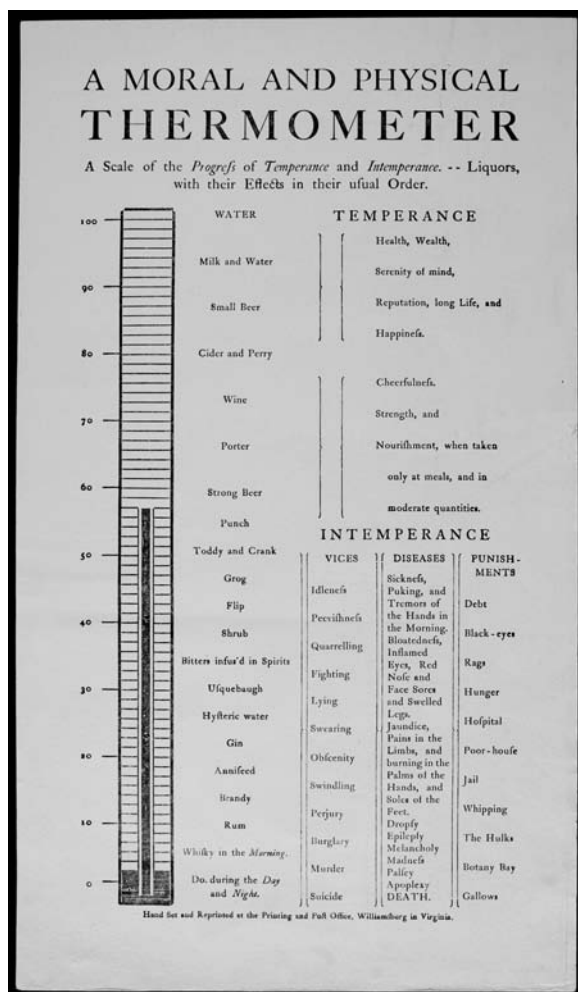 A MORAL AND PHYSICAL
THERMOMETER
A Scale of the Progreſs of Temperance and Intemperance. -- Liquors,
with their Effects in their uſual Order.
100
90
80
70
60
50
40
30
20
10
0
WATER
Milk and Water
Small Beer
Cider and Perry
Wine
Porter
Strong Beer
Punch
Toddy and Crank
Grog
Flip
Shrub
Bitters infus'd in Spirits
Uſquebaugh
Hyſteric water
Gin
Anniſeed
Brandy
Rum
Whiſky in the Morning.
Do. during the Day
and Night.
TEMPERANCE
Health, Wealth,
Serenity of mind,
Reputation, long Life, and
Happineſs.
Cheerfulneſs.
Strength, and
Nouriſhment, when taken
only at meals, and in
moderate quantities.
INTEMPERANCE
VICES
Idleneſs
Peeviſhneſs
Quarrelling
Fighting
Lying
Swearing
Obſcenity
Swindling
Perjury
Burglary
Murder
Suicide
DISEASES
Sickneſs,
Puking, and
Tremors of
the Hands in
the Morning.
Bloatedneſs,
Inflamed
Eyes, Red
Noſe and
Face Sores
and Swelled
Legs.
Jaundice,
Pains in the
Limbs, and
burning in the
Palms of the
Hands, and
Soles of the
Feet.
Dropſy
Epilepſy
Melancholy
Madneſs
Palſey
Apoplexy
DEATH.
PUNISH-
MENTS
Debt
Black-eyes
Rags
Hunger
Hoſpital
Poor-houſe
Jail
Whipping
The Hulks
Botany Bay
Gallows
Hand Set and Reprinted at the Printing and Poſt Office, Williamſburg in Virginia.